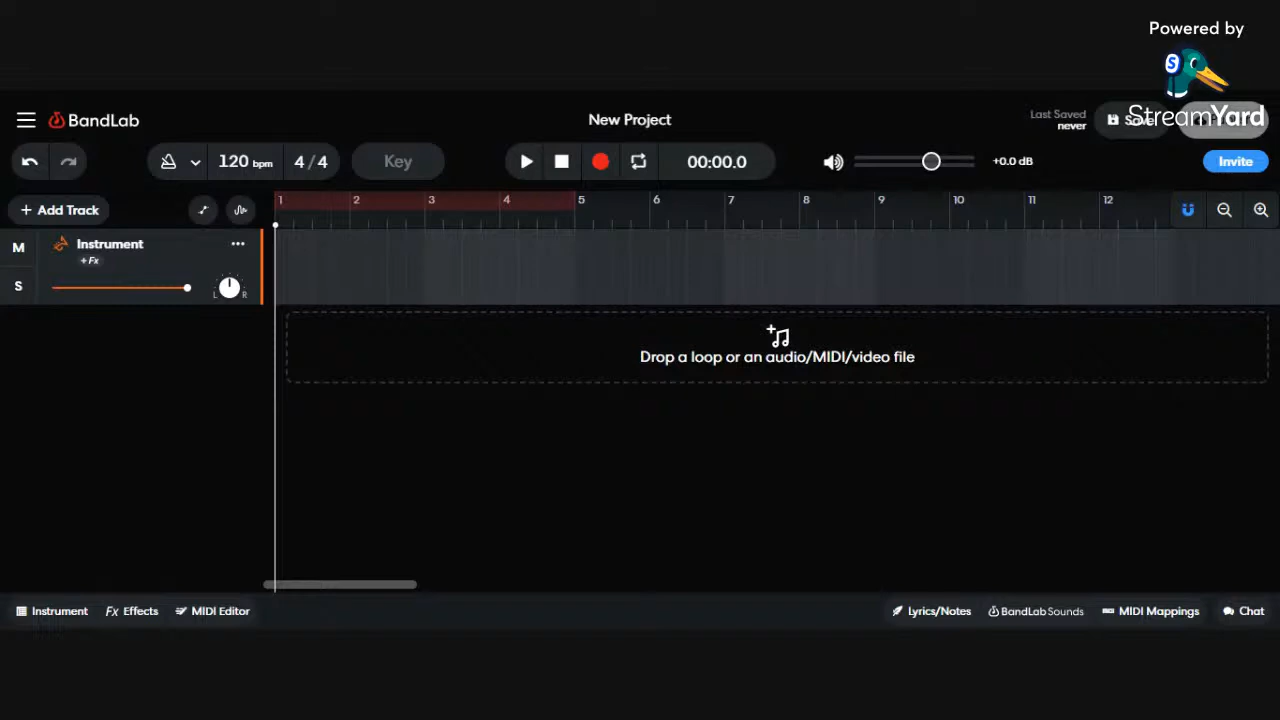 Powered by
StreamYard
BandLab
New Project
Last Saved
never
Save
120 bpm
4/4
Key
00:00.0
+0.0 dB
Invite
+ Add Track
1 2 3 4 5 6 7 8 9 10 11 12
M
Instrument
+ Fx
S
L R
Drop a loop or an audio/MIDI/video file
Instrument
Fx Effects
MIDI Editor
Lyrics/Notes
BandLab Sounds
MIDI Mappings
Chat